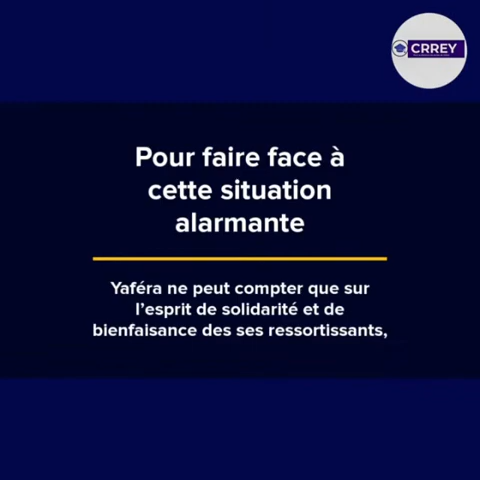 CRREY
Pour faire face à
cette situation
alarmante
Yaféra ne peut compter que sur
l'esprit de solidarité et de
bienfaisance des ses ressortissants,